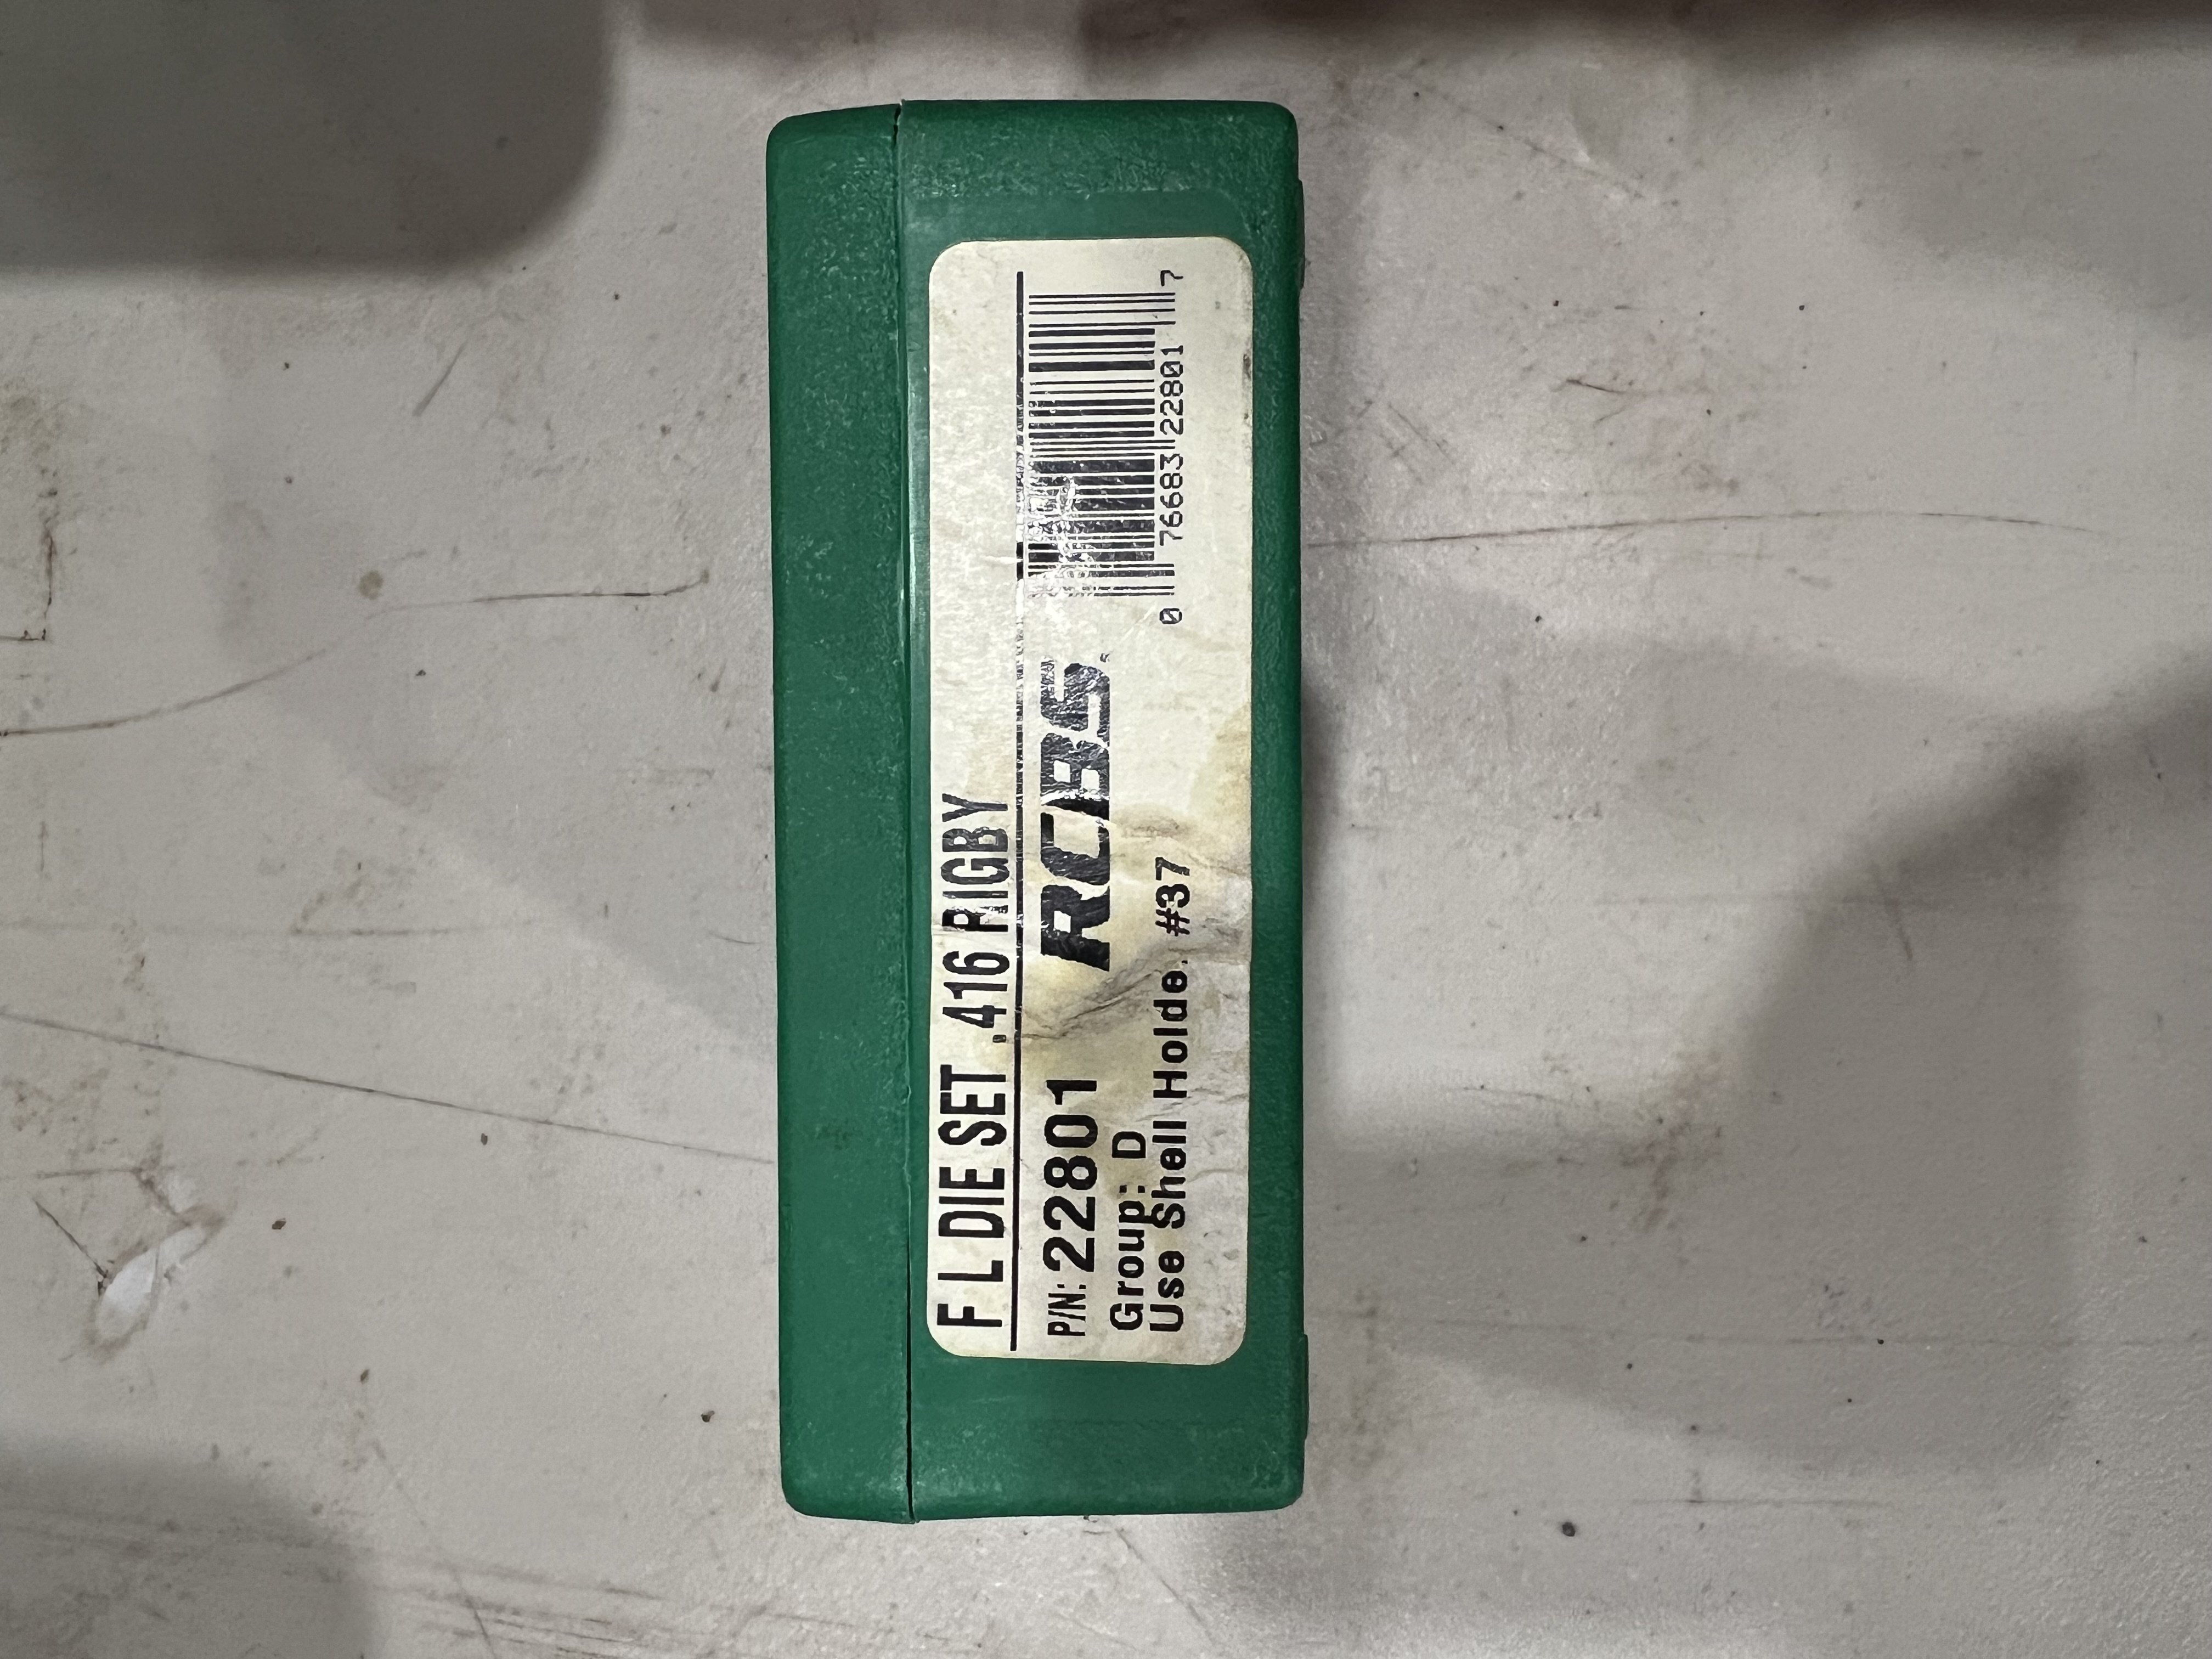 F L DIE SET .416 RIGBY
P/N: 22801 RCBS
Group: D
Use Shell Holder #37
0 76683 22801 7